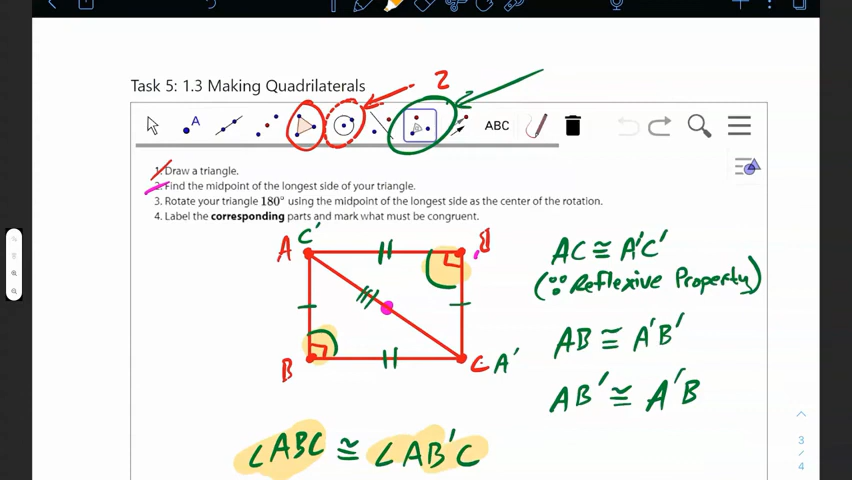 Task 5: 1.3 Making Quadrilaterals
2
A
ABC
1. Draw a triangle.
2. Find the midpoint of the longest side of your triangle.
3. Rotate your triangle 180° using the midpoint of the longest side as the center of the rotation.
4. Label the corresponding parts and mark what must be congruent.
A C'
B C A'
AC ≅ A'C'
(∵ Reflexive Property)
AB ≅ A'B'
AB' ≅ A'B
∠ABC ≅ ∠AB'C
3
/
4